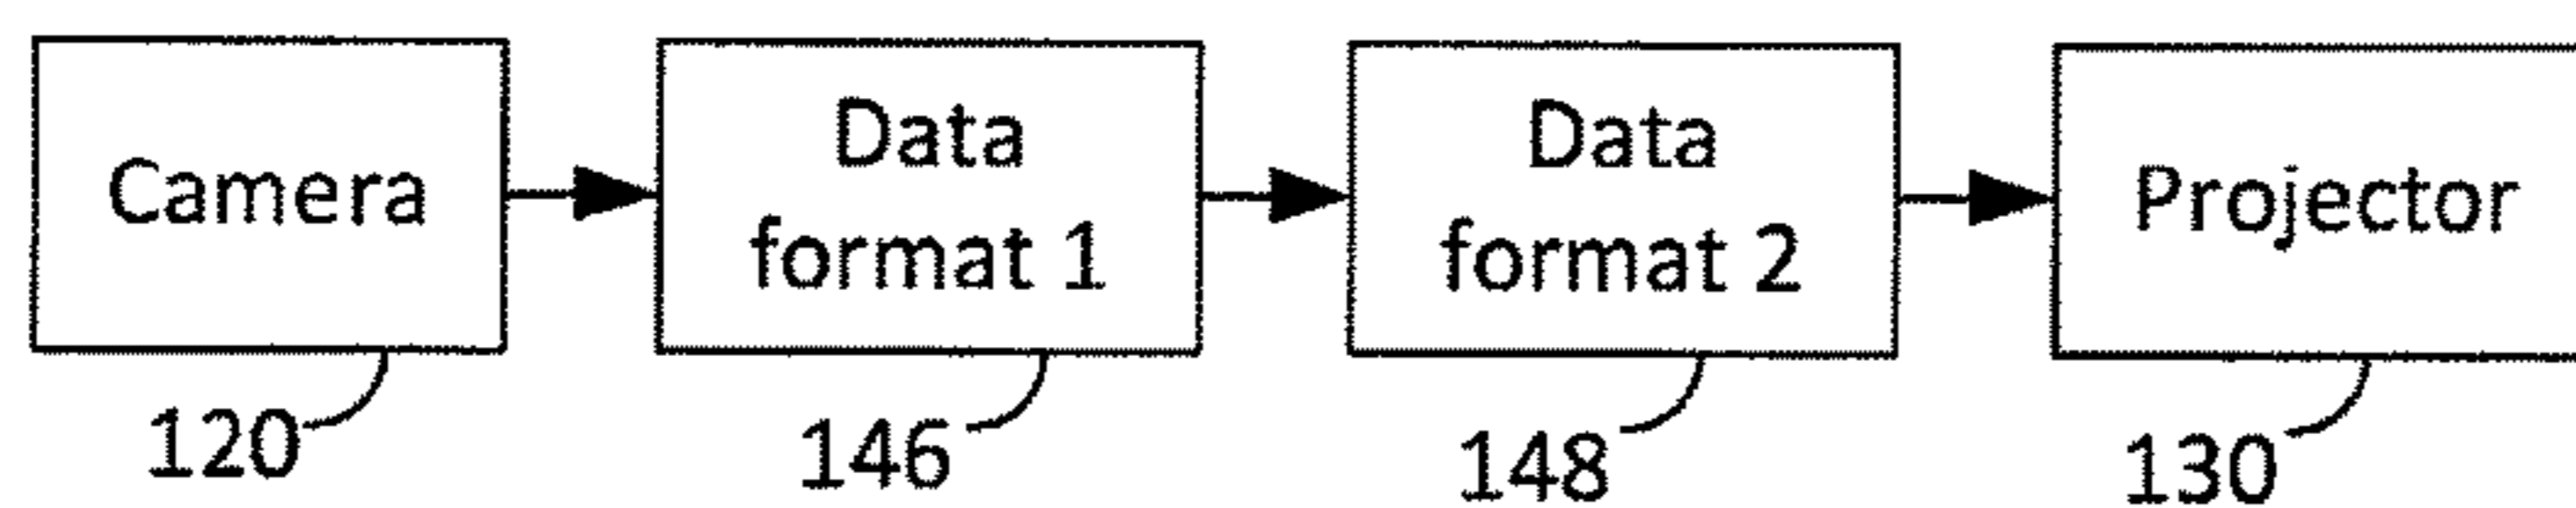 Camera
Data
format 1
Data
format 2
Projector
120
146
148
130